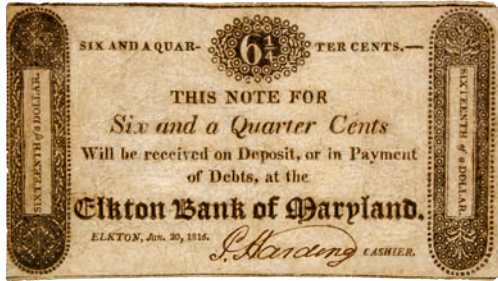 SIX AND A QUAR- 6¼ TER CENTS.—
THIS NOTE FOR
Six and a Quarter Cents
Will be received on Deposit, or in Payment
of Debts, at the
Elkton Bank of Maryland.
ELKTON, Jan. 20, 1816.
J. Harding CASHIER.
SIXTEENTH of a DOLLAR.
SIXTEENTH of a DOLLAR.